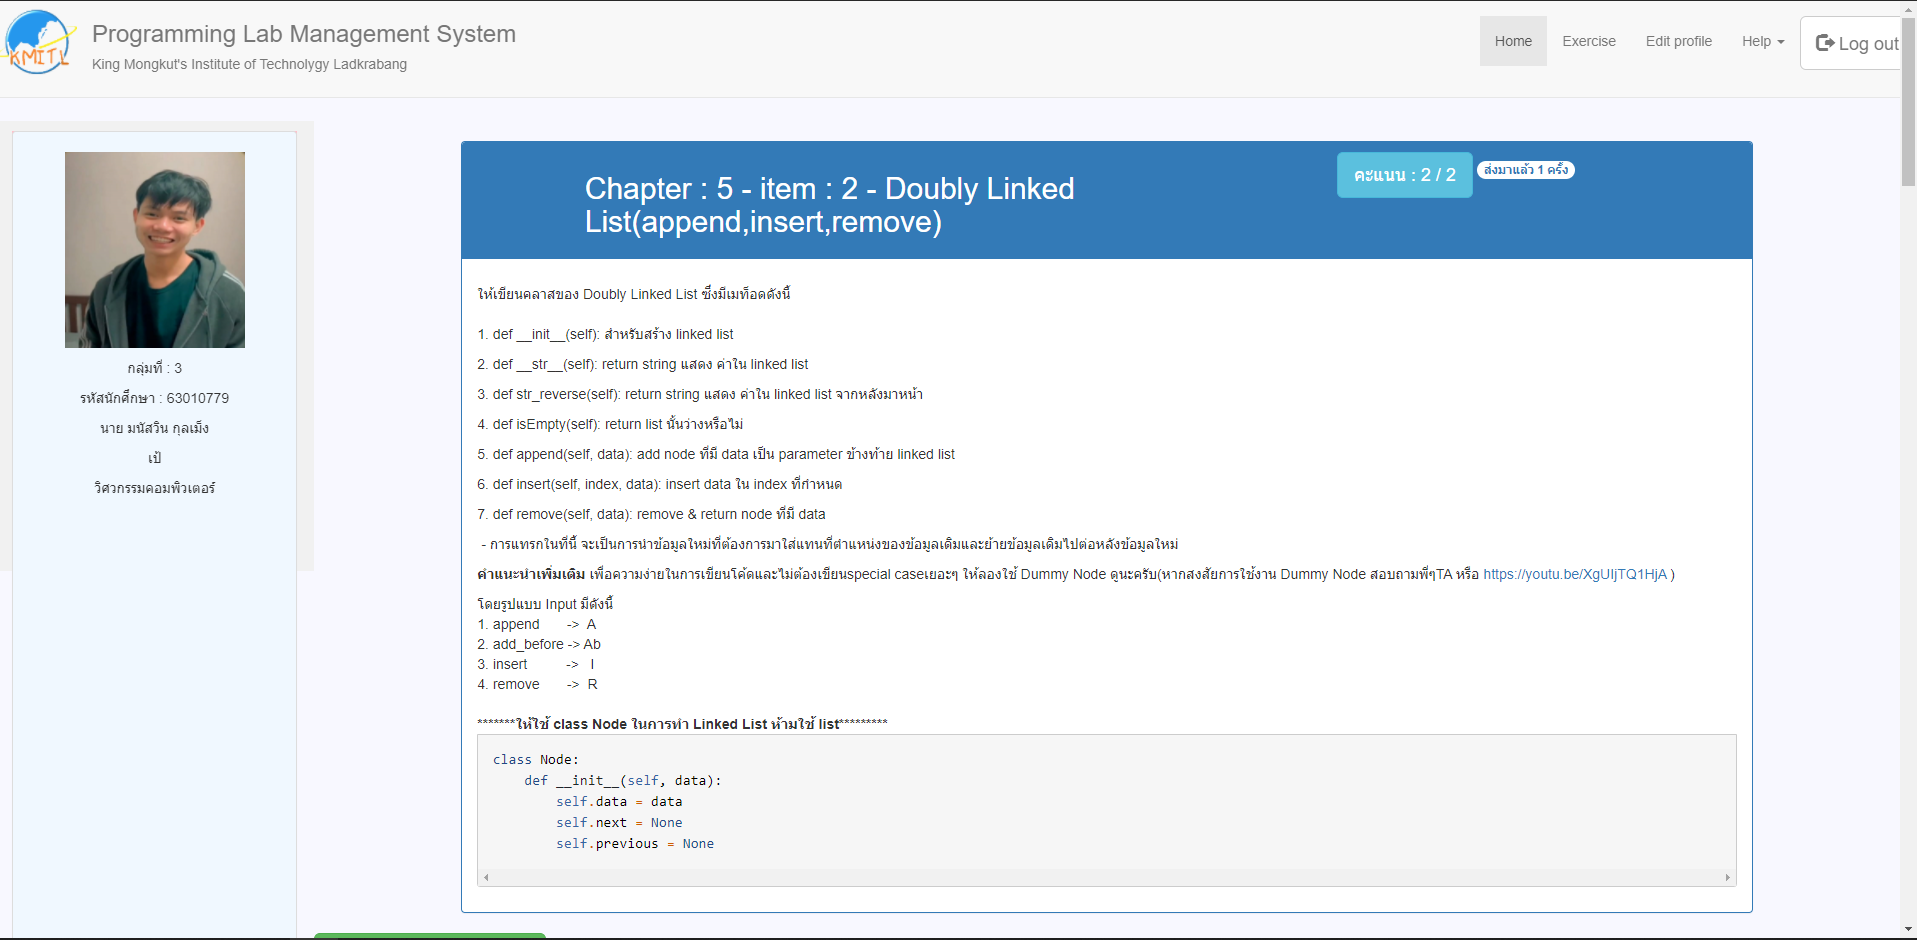 KMITL
Programming Lab Management System
King Mongkut's Institute of Technolygy Ladkrabang
Home
Exercise
Edit profile
Help
Log out
กลุ่มที่ : 3
รหัสนักศึกษา : 63010779
นาย มนัสวิน กุลเม็ง
เป้
วิศวกรรมคอมพิวเตอร์
Chapter : 5 - item : 2 - Doubly Linked
List(append,insert,remove)
คะแนน : 2 / 2
ส่งมาแล้ว 1 ครั้ง
ให้เขียนคลาสของ Doubly Linked List ซึ่งมีเมท็อดดังนี้
1. def __init__(self): สำหรับสร้าง linked list
2. def __str__(self): return string แสดง ค่าใน linked list
3. def str_reverse(self): return string แสดง ค่าใน linked list จากหลังมาหน้า
4. def isEmpty(self): return list นั้นว่างหรือไม่
5. def append(self, data): add node ที่มี data เป็น parameter ข้างท้าย linked list
6. def insert(self, index, data): insert data ใน index ที่กำหนด
7. def remove(self, data): remove & return node ที่มี data
- การแทรกในที่นี้ จะเป็นการนำข้อมูลใหม่ที่ต้องการมาใส่แทนที่ตำแหน่งของข้อมูลเดิมและย้ายข้อมูลเดิมไปต่อหลังข้อมูลใหม่
คำแนะนำเพิ่มเติม เพื่อความง่ายในการเขียนโค้ดและไม่ต้องเขียนspecial caseเยอะๆ ให้ลองใช้ Dummy Node ดูนะครับ(หากสงสัยการใช้งาน Dummy Node สอบถามพี่ๆTA หรือ https://youtu.be/XgUIjTQ1HjA )
โดยรูปแบบ Input มีดังนี้
1. append -> A
2. add_before -> Ab
3. insert -> I
4. remove -> R
*******ให้ใช้ class Node ในการทำ Linked List ห้ามใช้ list*********
class Node:
def __init__(self, data):
self.data = data
self.next = None
self.previous = None